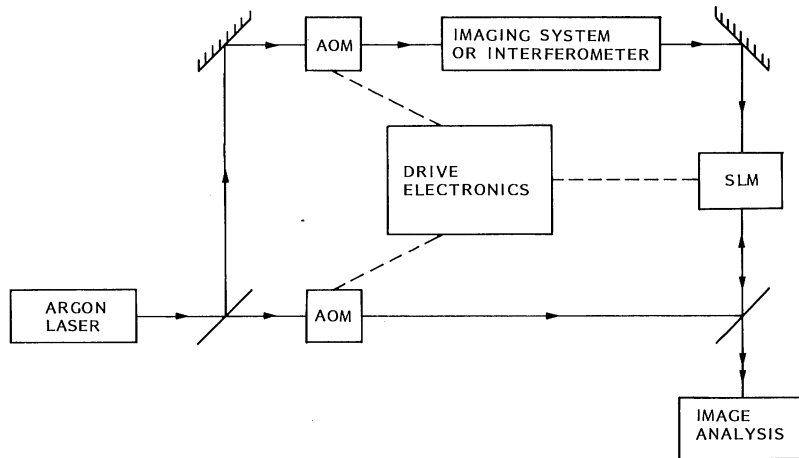 AOM
IMAGING SYSTEM
OR INTERFEROMETER
DRIVE
ELECTRONICS
SLM
ARGON
LASER
AOM
IMAGE
ANALYSIS